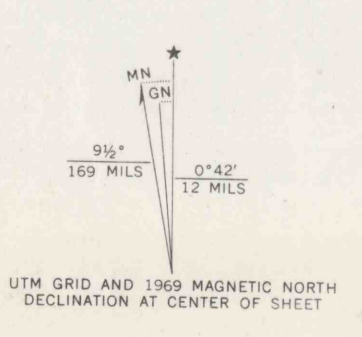 ★
MN
GN
9½°
169 MILS
0°42′
12 MILS
UTM GRID AND 1969 MAGNETIC NORTH
DECLINATION AT CENTER OF SHEET